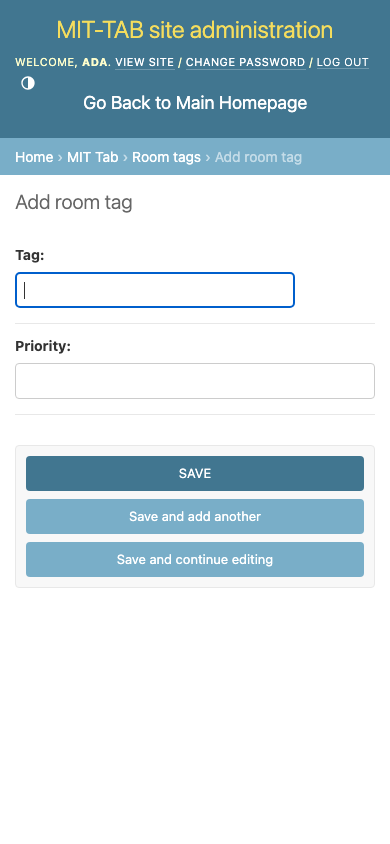 MIT-TAB site administration
WELCOME, ADA. VIEW SITE / CHANGE PASSWORD / LOG OUT
Go Back to Main Homepage
Home › MIT Tab › Room tags › Add room tag
Add room tag
Tag:
Priority:
SAVE
Save and add another
Save and continue editing